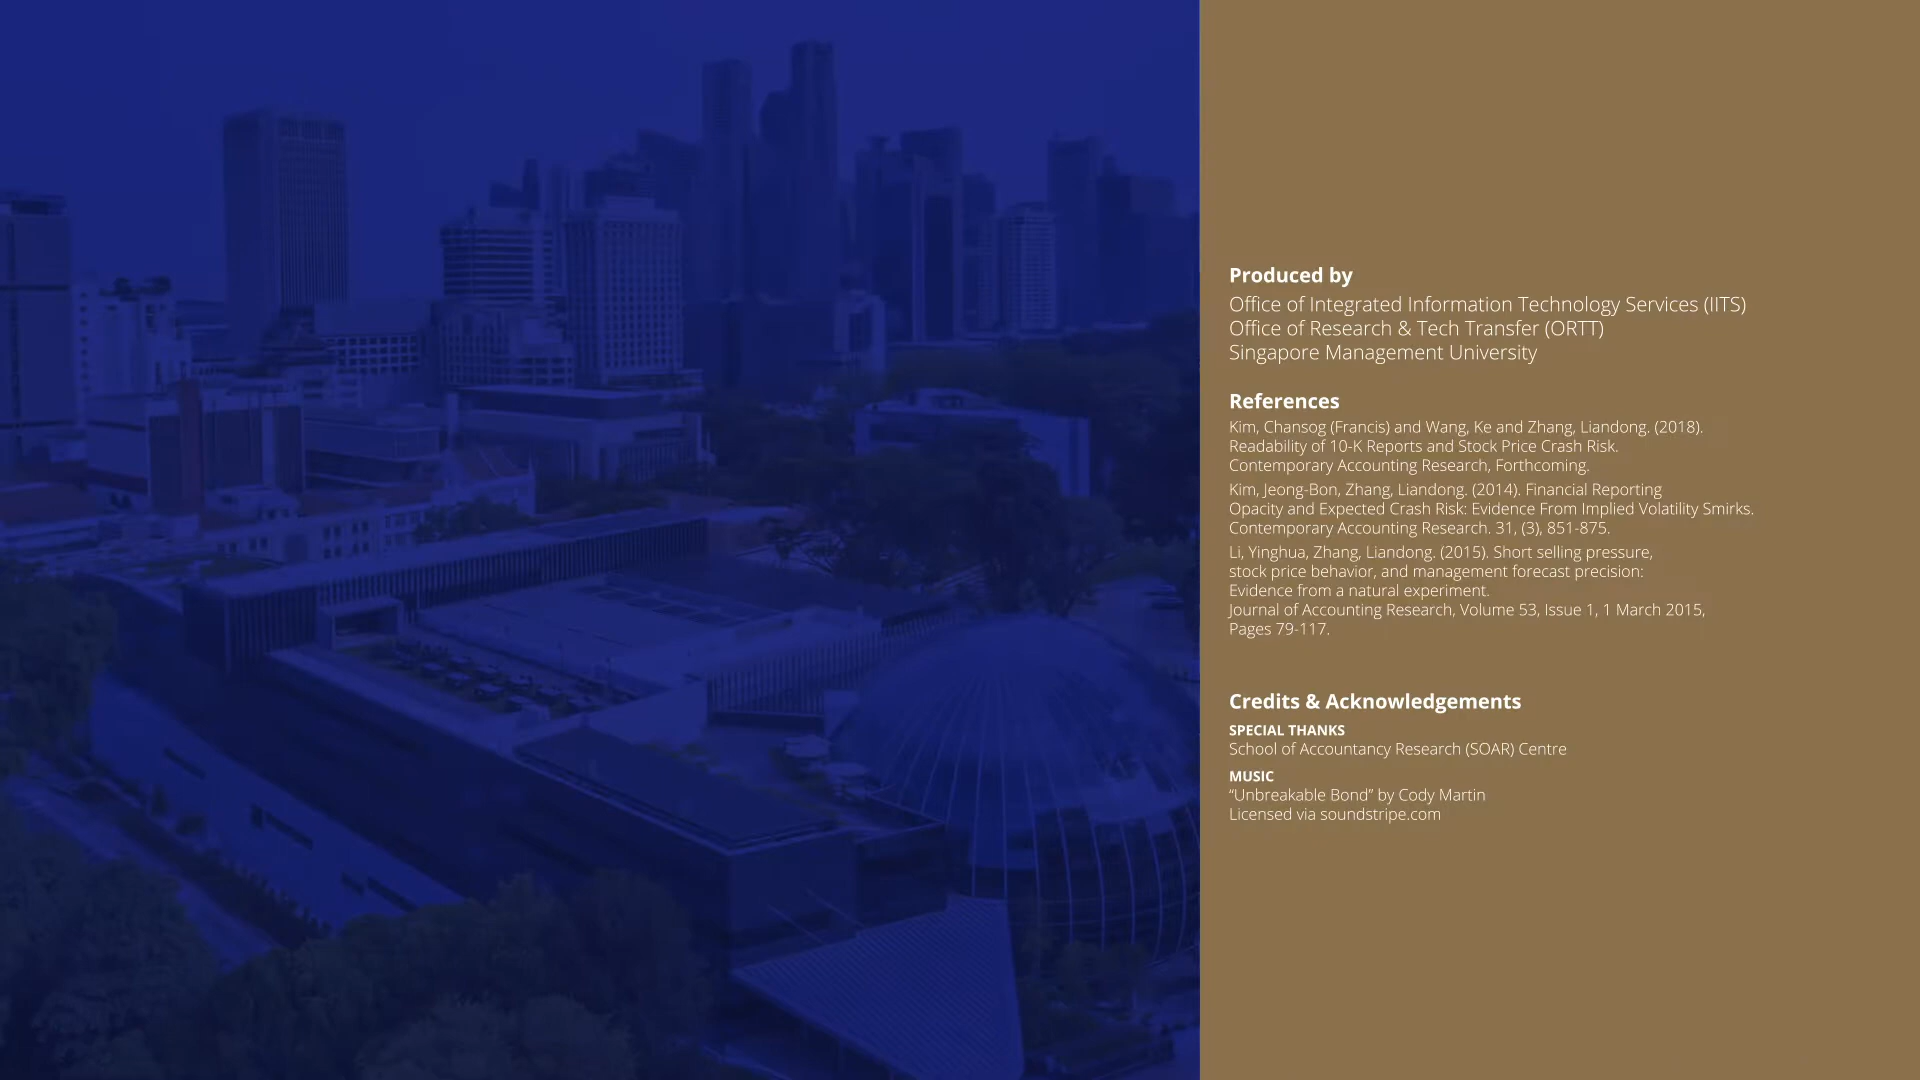 Produced by
Office of Integrated Information Technology Services (IITS)
Office of Research & Tech Transfer (ORTT)
Singapore Management University
References
Kim, Chansog (Francis) and Wang, Ke and Zhang, Liandong. (2018).
Readability of 10-K Reports and Stock Price Crash Risk.
Contemporary Accounting Research, Forthcoming.
Kim, Jeong-Bon, Zhang, Liandong. (2014). Financial Reporting
Opacity and Expected Crash Risk: Evidence From Implied Volatility Smirks.
Contemporary Accounting Research. 31, (3), 851-875.
Li, Yinghua, Zhang, Liandong. (2015). Short selling pressure,
stock price behavior, and management forecast precision:
Evidence from a natural experiment.
Journal of Accounting Research, Volume 53, Issue 1, 1 March 2015,
Pages 79-117.
Credits & Acknowledgements
SPECIAL THANKS
School of Accountancy Research (SOAR) Centre
MUSIC
“Unbreakable Bond” by Cody Martin
Licensed via soundstripe.com